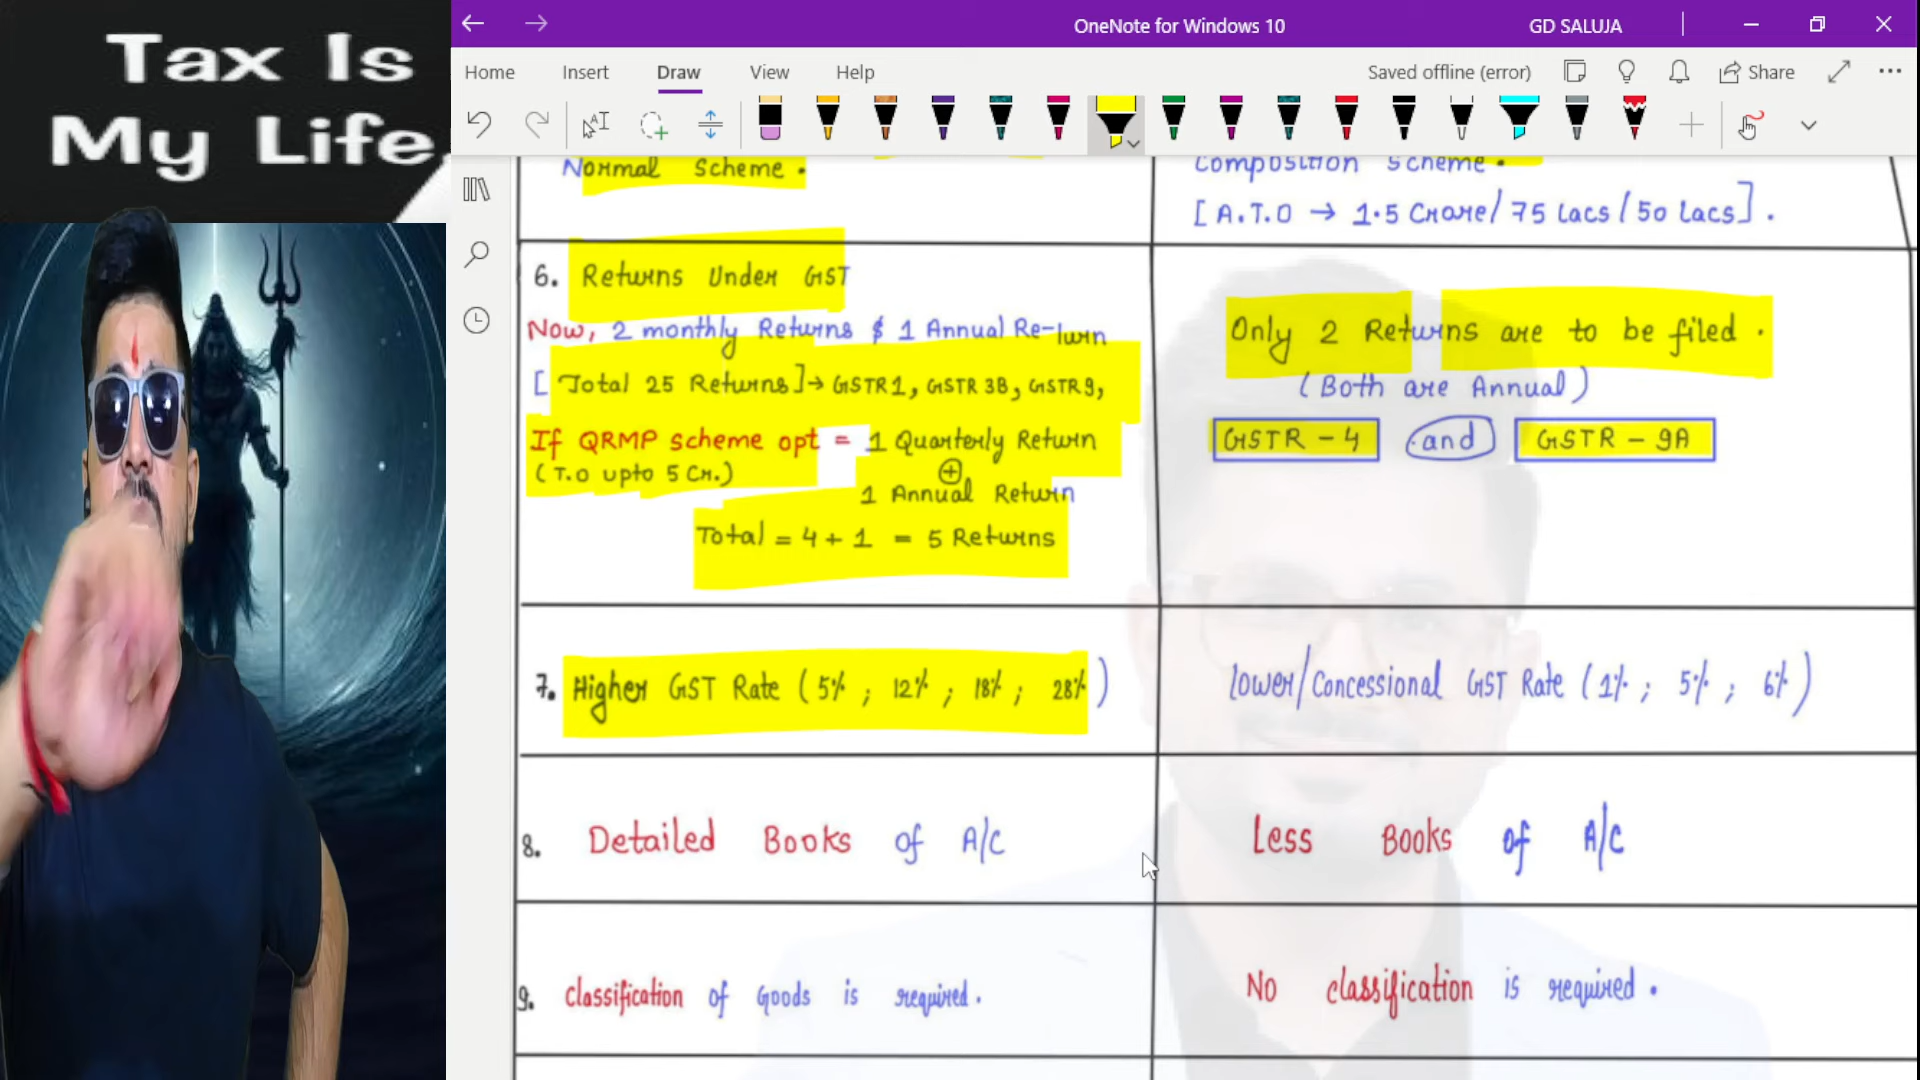 Tax Is
My Life.
OneNote for Windows 10
GD SALUJA
Home Insert Draw View Help
Saved offline (error)
Share
Normal Scheme.
Composition Scheme.
[A.T.O → 1.5 Crore/ 75 Lacs/ 50 Lacs].
6. Returns Under GST
Now, 2 monthly Returns & 1 Annual Re-turn
[Total 25 Returns] → GSTR1, GSTR 3B, GSTR9,
If QRMP scheme opt = 1 Quarterly Return
(T.O upto 5 Cr.)
+
1 Annual Return
Total = 4 + 1 = 5 Returns
Only 2 Returns are to be filed.
(Both are Annual)
GSTR - 4 and GSTR - 9A
7. Higher GST Rate (5% ; 12% ; 18% ; 28%)
Lower/Concessional GST Rate (1% ; 5% ; 6%)
8. Detailed Books of A/C
Less Books of A/C
9. Classification of Goods is required.
No classification is required.